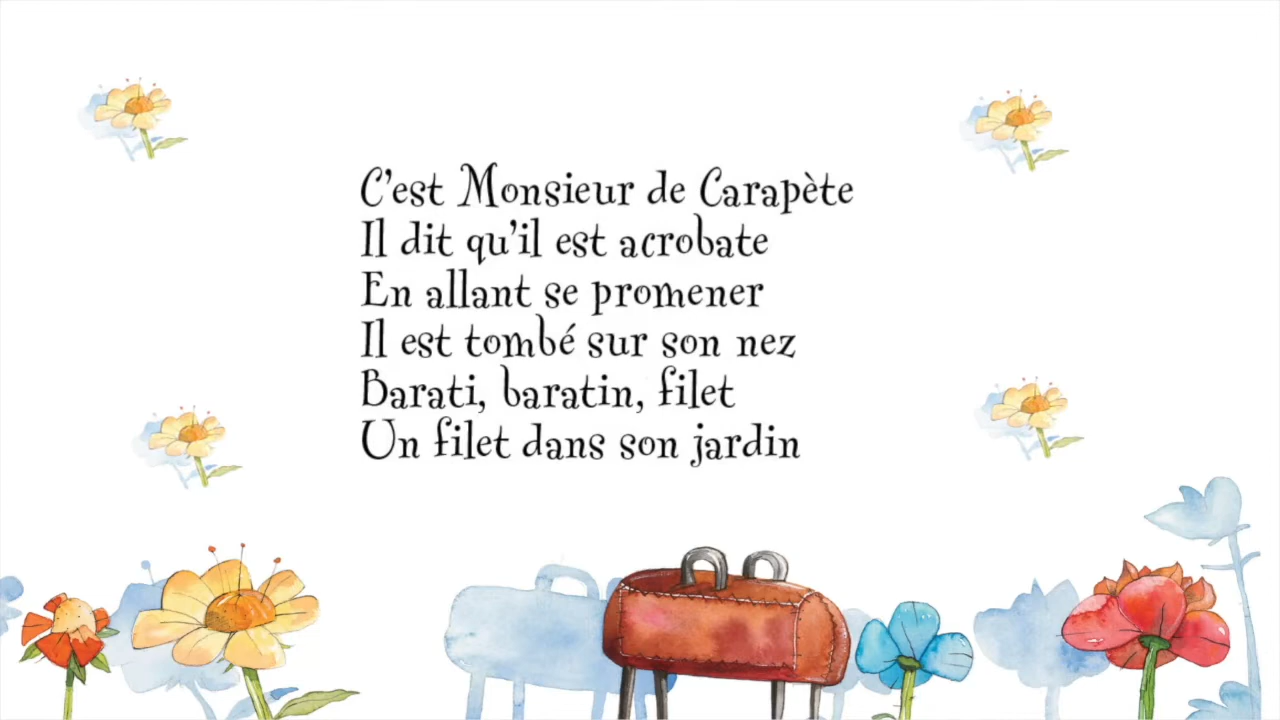 C'est Monsieur de Carapète
Il dit qu'il est acrobate
En allant se promener
Il est tombé sur son nez
Barati, baratin, filet
Un filet dans son jardin